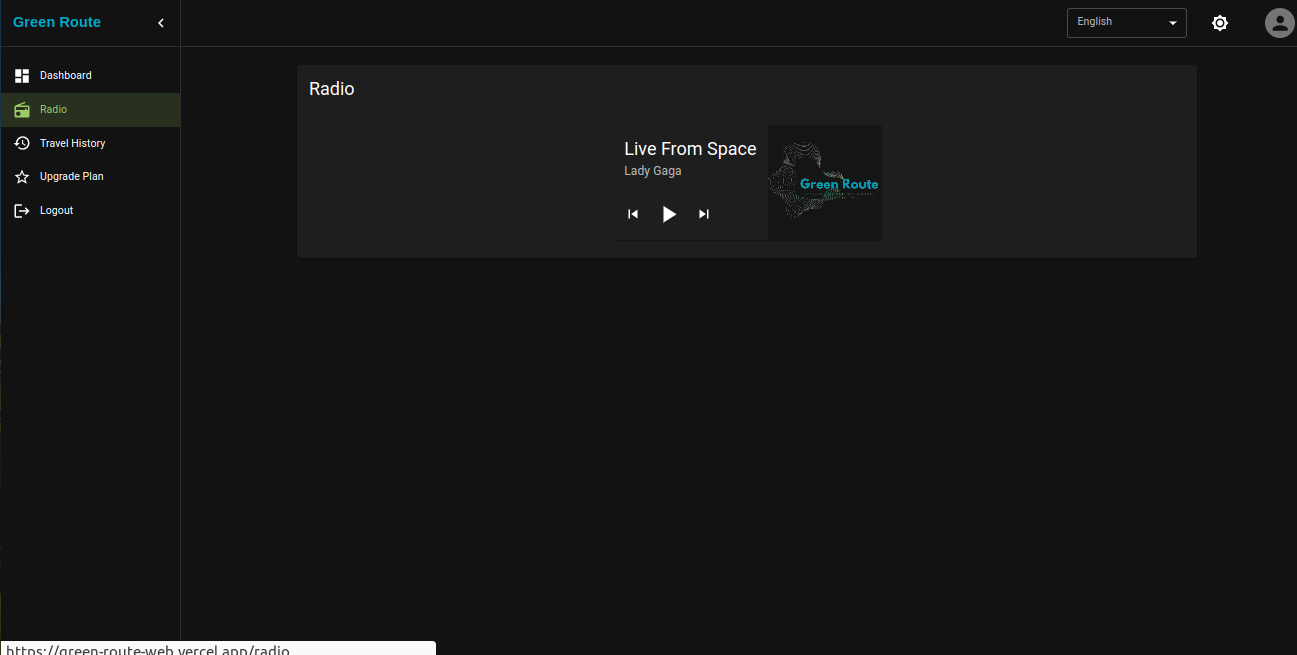 Green Route
English
Dashboard
Radio
Travel History
Upgrade Plan
Logout
Radio
Live From Space
Lady Gaga
Green Route
https://green-route-web.vercel.app/radio